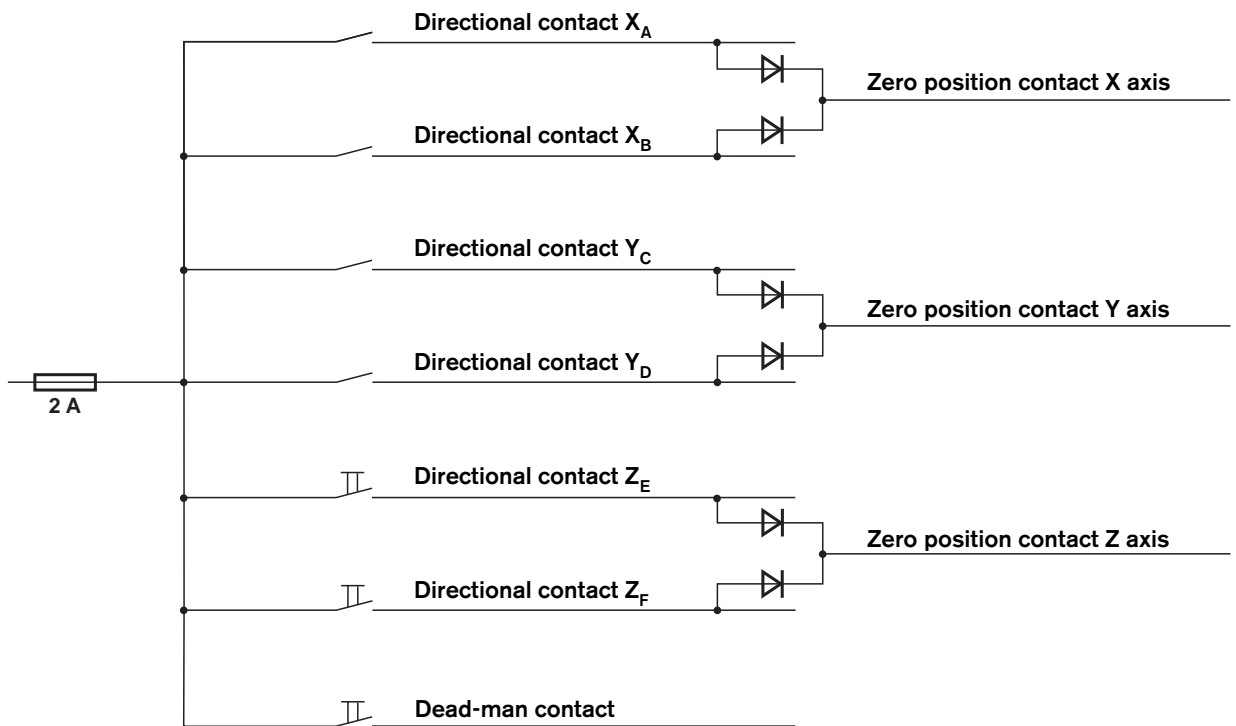 Directional contact X_A
Zero position contact X axis
Directional contact X_B
Directional contact Y_C
Zero position contact Y axis
Directional contact Y_D
2 A
Directional contact Z_E
Zero position contact Z axis
Directional contact Z_F
Dead-man contact